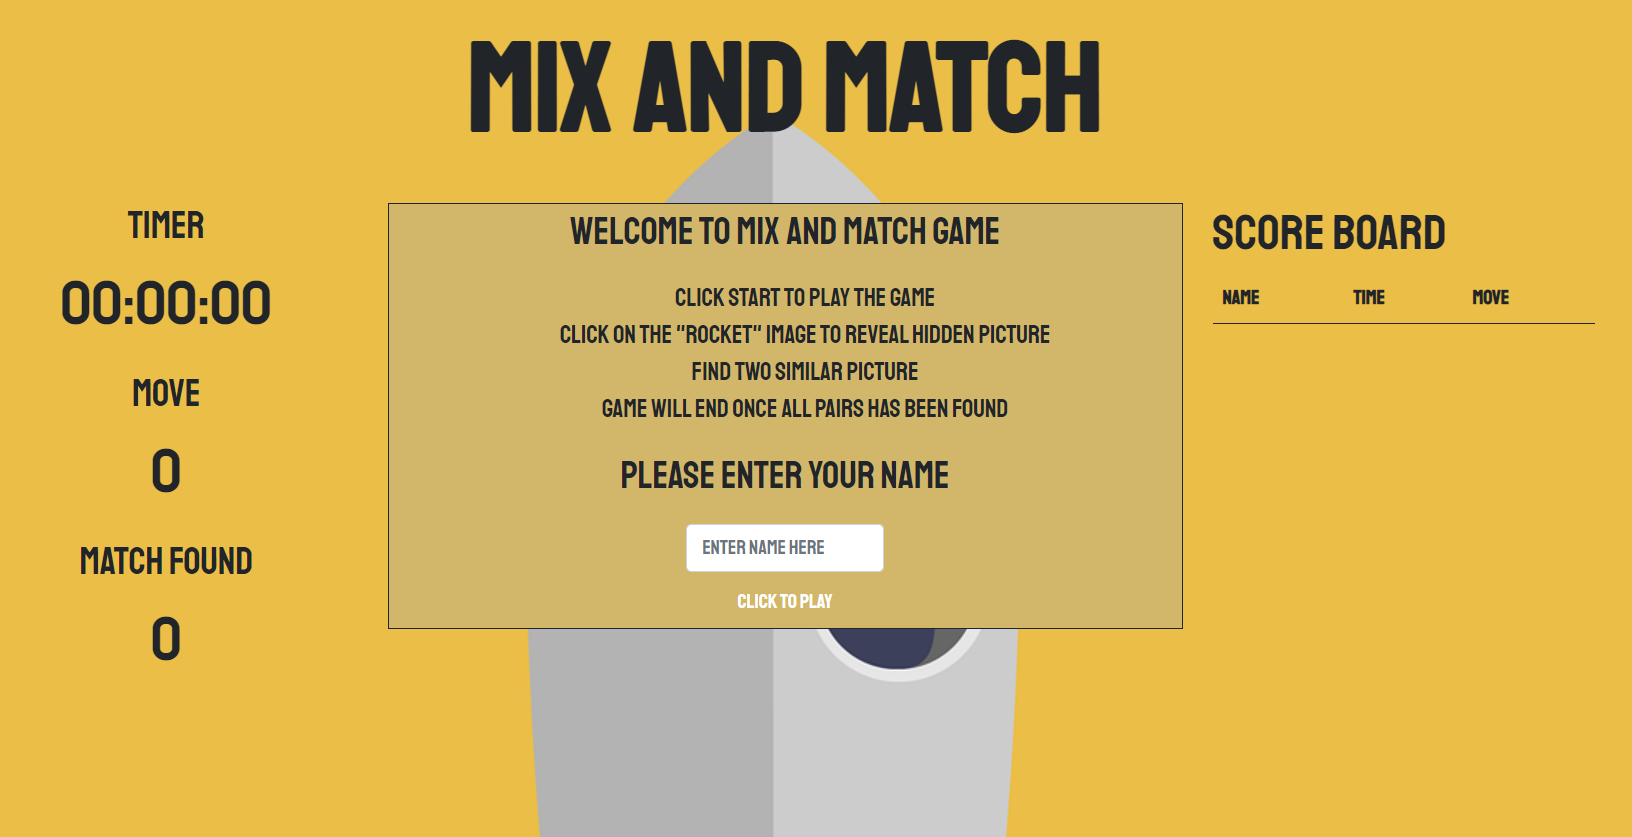 MIX AND MATCH
TIMER
00:00:00
MOVE
0
MATCH FOUND
0
WELCOME TO MIX AND MATCH GAME
CLICK START TO PLAY THE GAME
CLICK ON THE "ROCKET" IMAGE TO REVEAL HIDDEN PICTURE
FIND TWO SIMILAR PICTURE
GAME WILL END ONCE ALL PAIRS HAS BEEN FOUND
PLEASE ENTER YOUR NAME
ENTER NAME HERE
CLICK TO PLAY
SCORE BOARD
NAME TIME MOVE